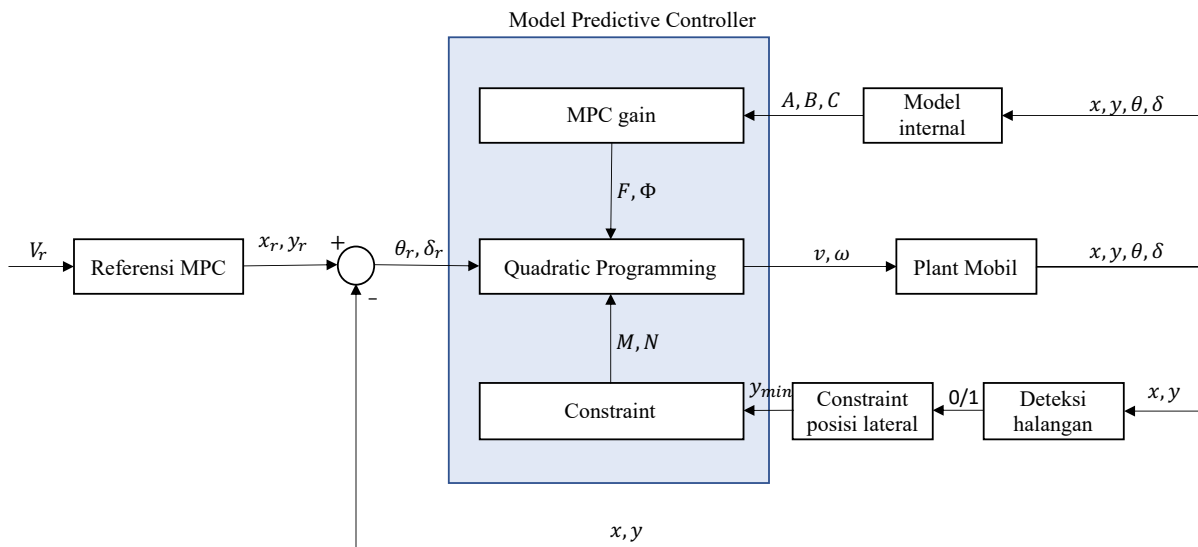 Model Predictive Controller
MPC gain
A, B, C
Model
internal
x, y, θ, δ
F, Φ
V_r
Referensi MPC
x_r, y_r
+
−
θ_r, δ_r
Quadratic Programming
v, ω
Plant Mobil
x, y, θ, δ
M, N
Constraint
y_min
Constraint
posisi lateral
0/1
Deteksi
halangan
x, y
x, y